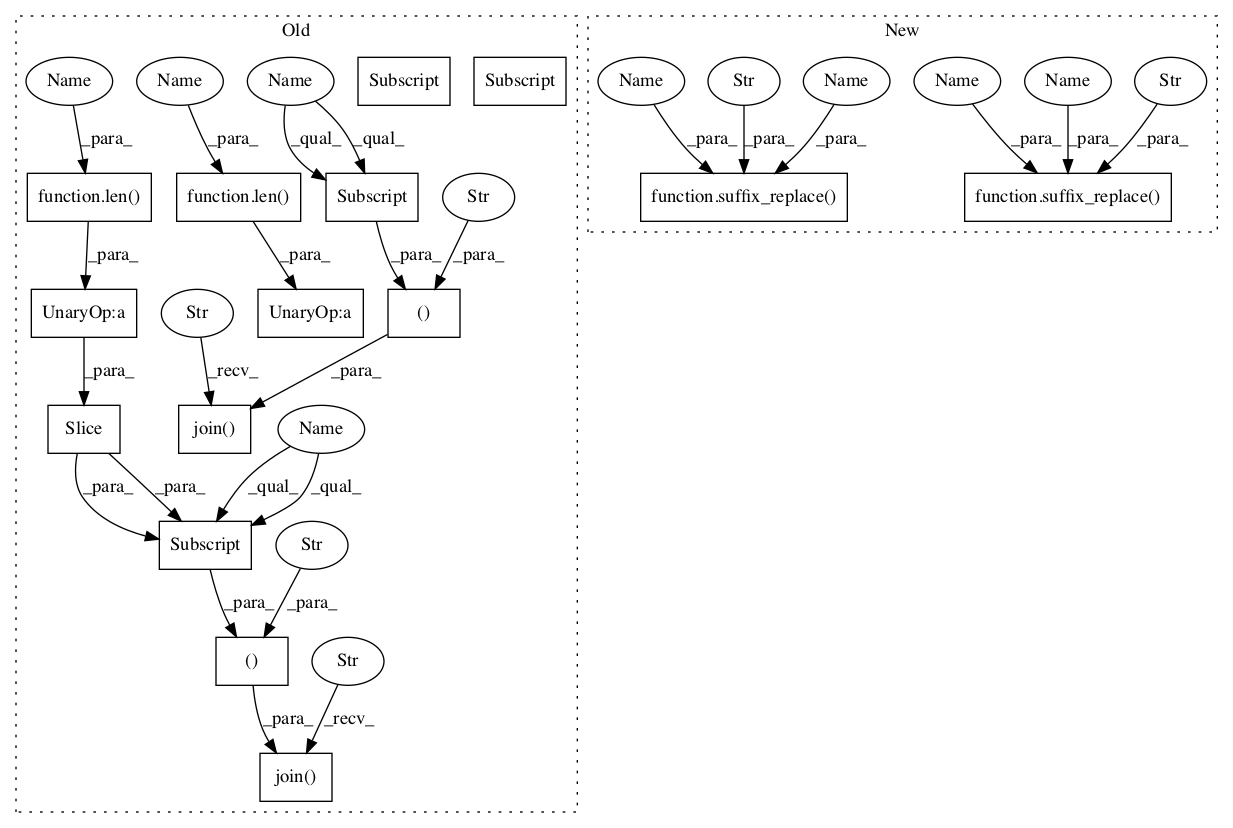 Old
New
Name
Name
Name
Subscript
Subscript
Name
Str
Name
Name
Name
Str
_para_
_para_
_qual_
_qual_
_para_
_para_
_para_
_para_
_para_
_para_
function.len()
function.len()
Subscript
Str
function.suffix_replace()
function.suffix_replace()
_para_
_para_
_para_
_para_
UnaryOp:a
Str
UnaryOp:a
()
_para_
_recv_
_para_
Slice
join()
Name
_para_
_para_
_qual_
_qual_
Subscript
Str
_para_
_para_
()
Str
_para_
_recv_
join()